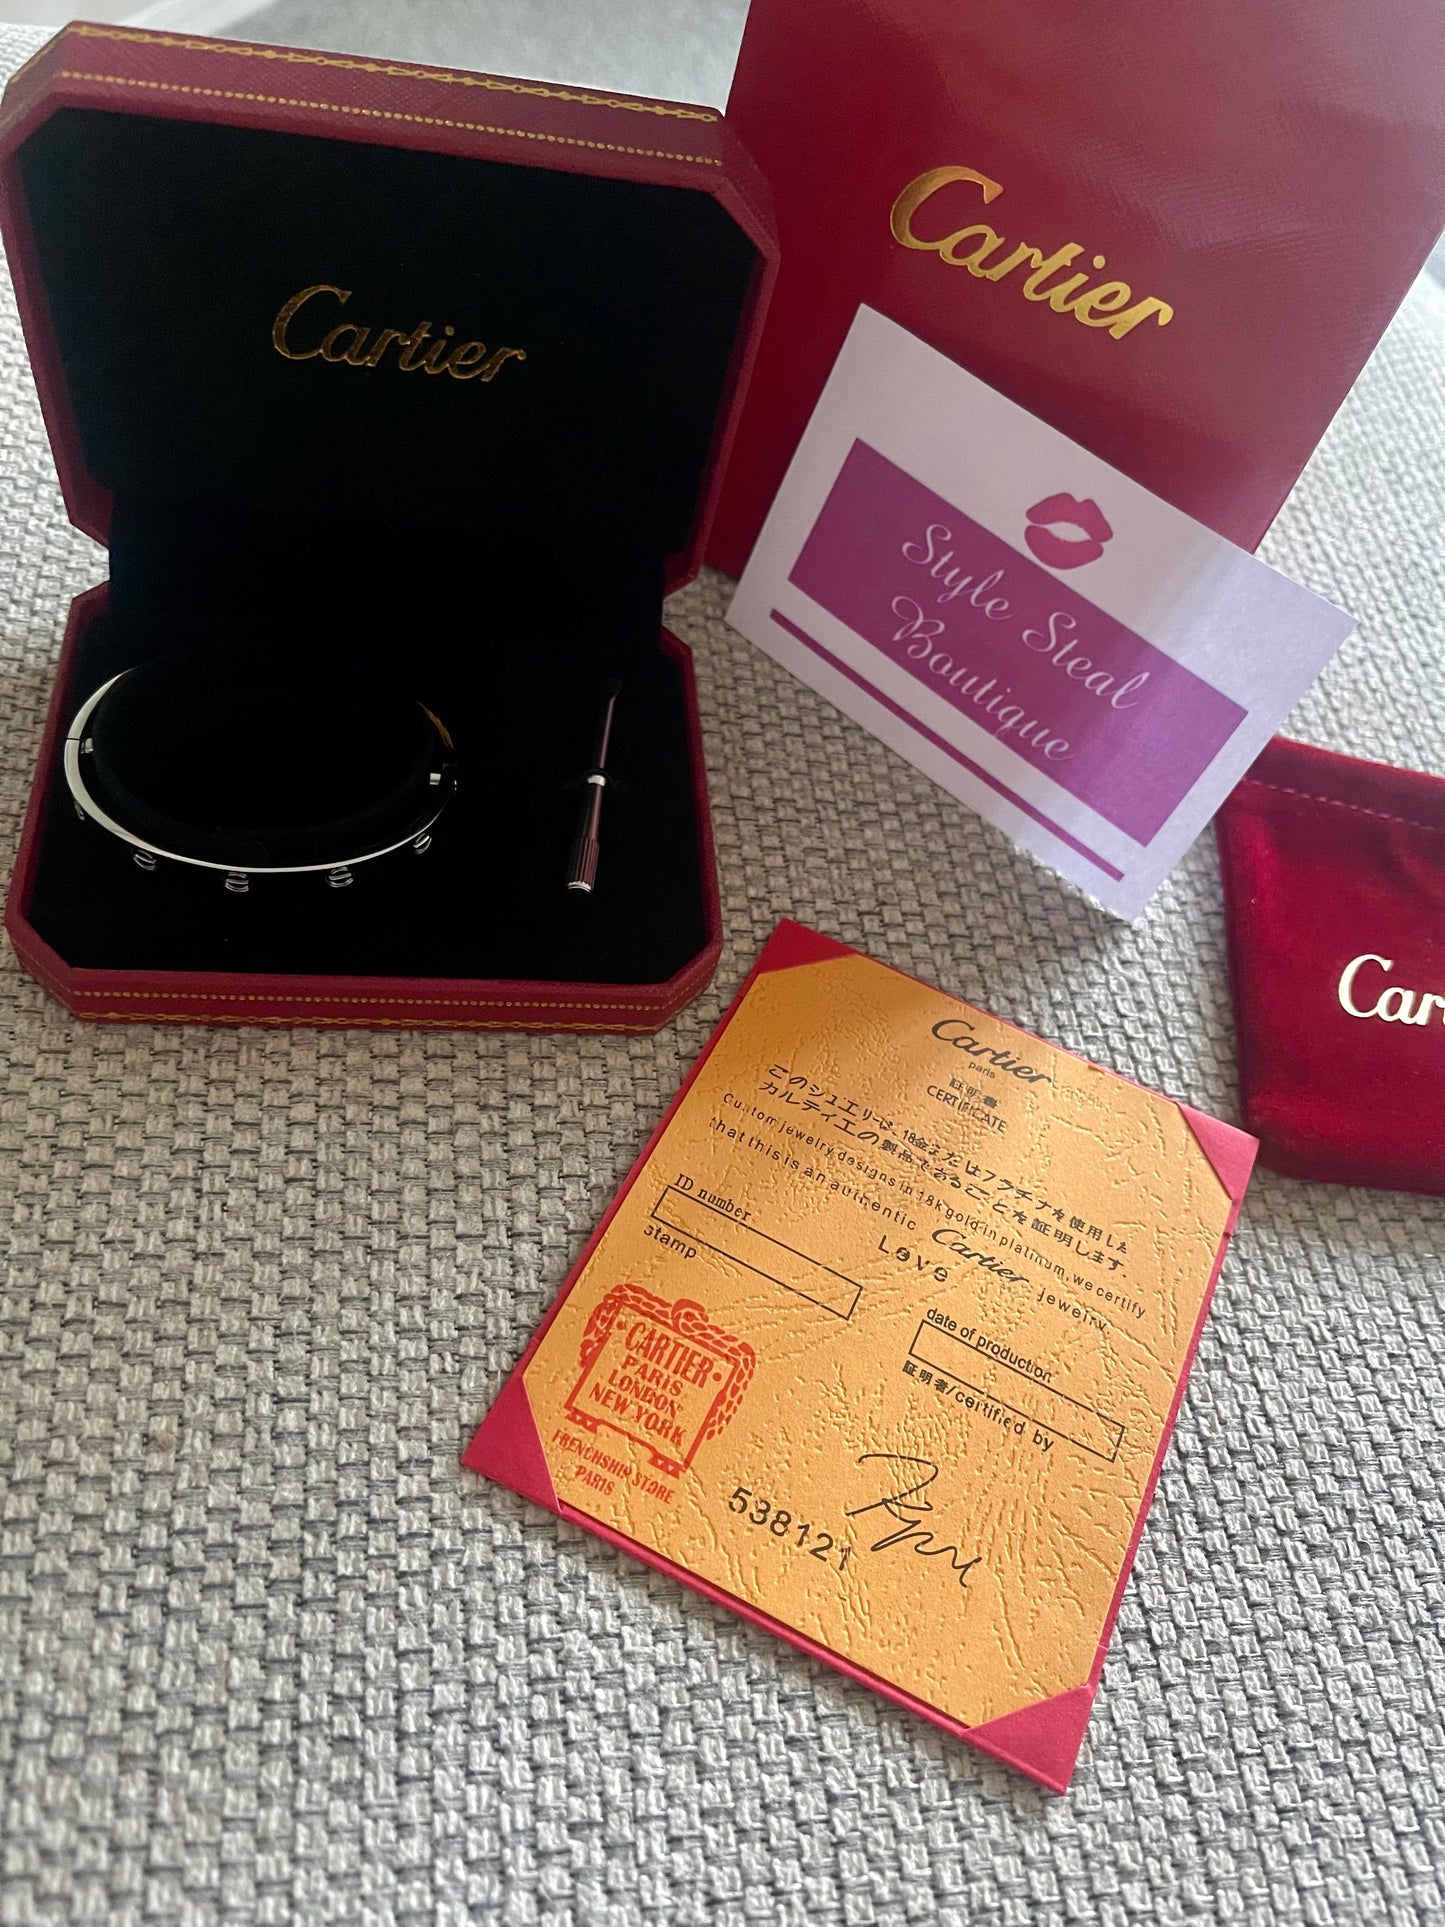 Cartier
Cartier
Style Steal
Boutique
Car
Cartier
paris
証明書
CERTIFICATE
このジュエリーは、18金またはプラチナを使用した
カルティエの製品であることを証明します.
Custom jewelry designs in 18k gold in platinum, we certify
that this is an authentic Cartier jewelry.
Love
ID number
stamp
date of production
証明者/certified by
CARTIER
PARIS
LONDON
NEW YORK
FRENCHSHIP STORE
PARIS
538121